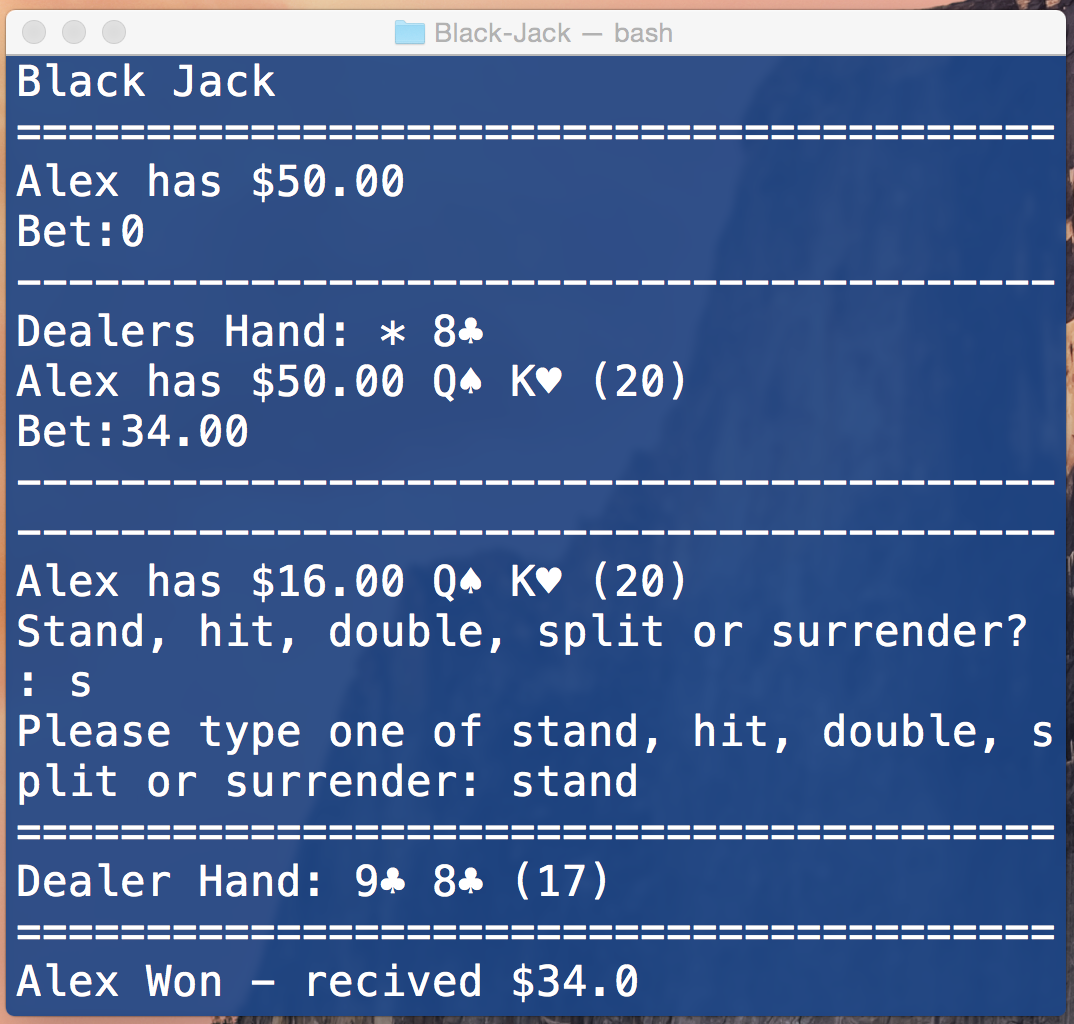 Black-Jack — bash
Black Jack
========================================
Alex has $50.00
Bet:0
----------------------------------------
Dealers Hand: * 8♣
Alex has $50.00 Q♠ K♥ (20)
Bet:34.00
----------------------------------------
----------------------------------------
Alex has $16.00 Q♠ K♥ (20)
Stand, hit, double, split or surrender?
: s
Please type one of stand, hit, double, s
plit or surrender: stand
========================================
Dealer Hand: 9♣ 8♣ (17)
========================================
Alex Won - recived $34.0